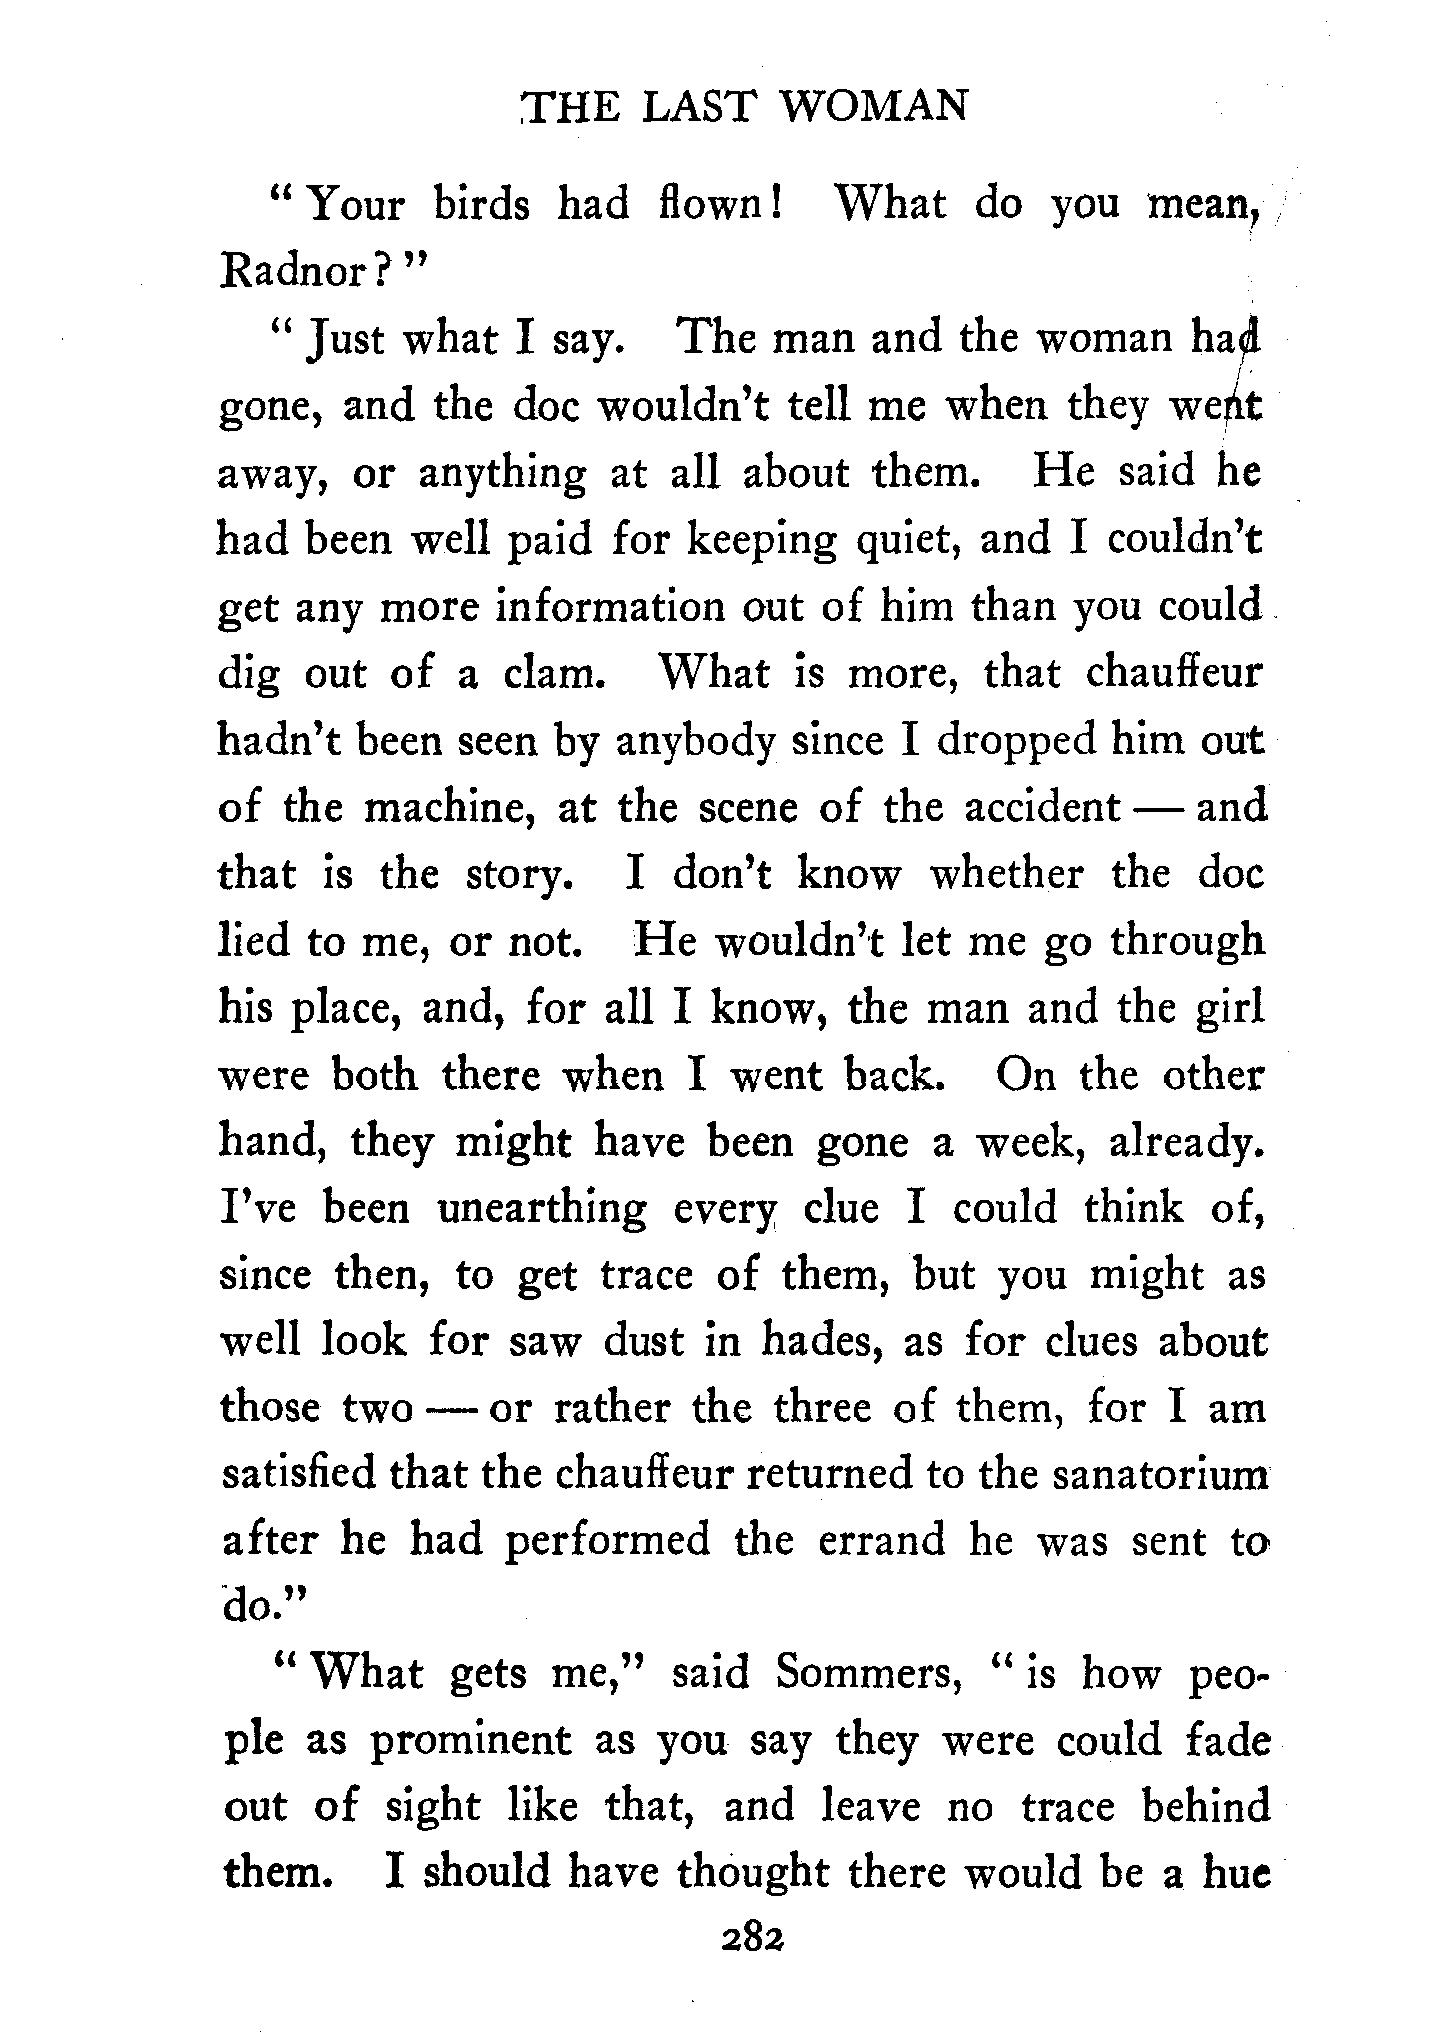 THE LAST WOMAN
" Your birds had flown! What do you mean,
Radnor? "
" Just what I say. The man and the woman had
gone, and the doc wouldn't tell me when they went
away, or anything at all about them. He said he
had been well paid for keeping quiet, and I couldn't
get any more information out of him than you could
dig out of a clam. What is more, that chauffeur
hadn't been seen by anybody since I dropped him out
of the machine, at the scene of the accident — and
that is the story. I don't know whether the doc
lied to me, or not. He wouldn't let me go through
his place, and, for all I know, the man and the girl
were both there when I went back. On the other
hand, they might have been gone a week, already.
I've been unearthing every clue I could think of,
since then, to get trace of them, but you might as
well look for saw dust in hades, as for clues about
those two — or rather the three of them, for I am
satisfied that the chauffeur returned to the sanatorium
after he had performed the errand he was sent to
do."
" What gets me," said Sommers, " is how peo-
ple as prominent as you say they were could fade
out of sight like that, and leave no trace behind
them. I should have thought there would be a hue
282